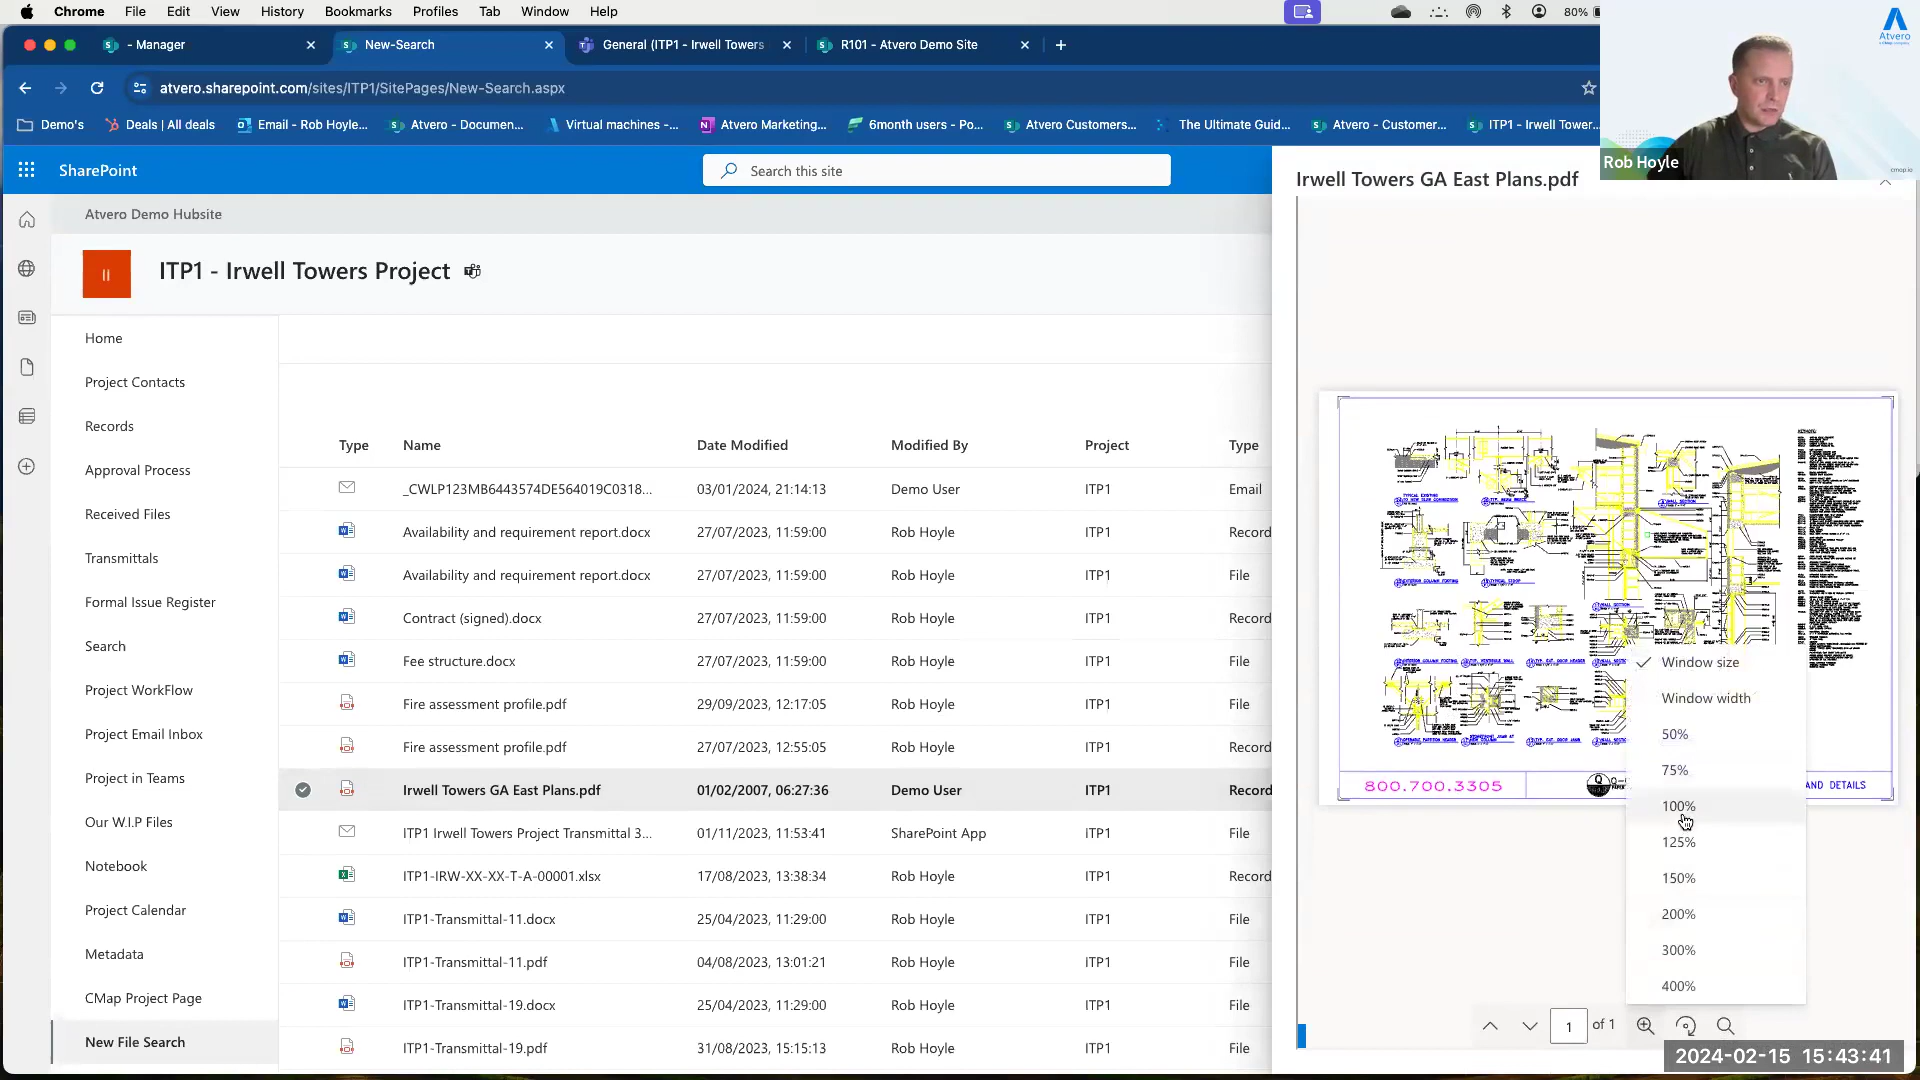 Chrome File Edit View History Bookmarks Profiles Tab Window Help 80%
- Manager New-Search General (ITP1 - Irwell Towers R101 - Atvero Demo Site
atvero.sharepoint.com/sites/ITP1/SitePages/New-Search.aspx
Demo's Deals | All deals Email - Rob Hoyle... Atvero - Documen... Virtual machines -... Atvero Marketing... 6month users - Po... Atvero Customers... The Ultimate Guid... Atvero - Customer... ITP1 - Irwell Tower...
Atvero
Rob Hoyle
cmap.io
SharePoint
Search this site
Irwell Towers GA East Plans.pdf
Atvero Demo Hubsite
II
ITP1 - Irwell Towers Project
Home
Project Contacts
Records
Approval Process
Received Files
Transmittals
Formal Issue Register
Search
Project WorkFlow
Project Email Inbox
Project in Teams
Our W.I.P Files
Notebook
Project Calendar
Metadata
CMap Project Page
New File Search
Type Name Date Modified Modified By Project Type
_CWLP123MB6443574DE564019C0318... 03/01/2024, 21:14:13 Demo User ITP1 Email
Availability and requirement report.docx 27/07/2023, 11:59:00 Rob Hoyle ITP1 Record
Availability and requirement report.docx 27/07/2023, 11:59:00 Rob Hoyle ITP1 File
Contract (signed).docx 27/07/2023, 11:59:00 Rob Hoyle ITP1 Record
Fee structure.docx 27/07/2023, 11:59:00 Rob Hoyle ITP1 File
Fire assessment profile.pdf 29/09/2023, 12:17:05 Rob Hoyle ITP1 File
Fire assessment profile.pdf 27/07/2023, 12:55:05 Rob Hoyle ITP1 Record
Irwell Towers GA East Plans.pdf 01/02/2007, 06:27:36 Demo User ITP1 Record
ITP1 Irwell Towers Project Transmittal 3... 01/11/2023, 11:53:41 SharePoint App ITP1 File
ITP1-IRW-XX-XX-T-A-00001.xlsx 17/08/2023, 13:38:34 Rob Hoyle ITP1 Record
ITP1-Transmittal-11.docx 25/04/2023, 11:29:00 Rob Hoyle ITP1 File
ITP1-Transmittal-11.pdf 04/08/2023, 13:01:21 Rob Hoyle ITP1 File
ITP1-Transmittal-19.docx 25/04/2023, 11:29:00 Rob Hoyle ITP1 File
ITP1-Transmittal-19.pdf 31/08/2023, 15:15:13 Rob Hoyle ITP1 File
800.700.3305
AND DETAILS
Window size
Window width
50%
75%
100%
125%
150%
200%
300%
400%
1 of 1
2024-02-15 15:43:41